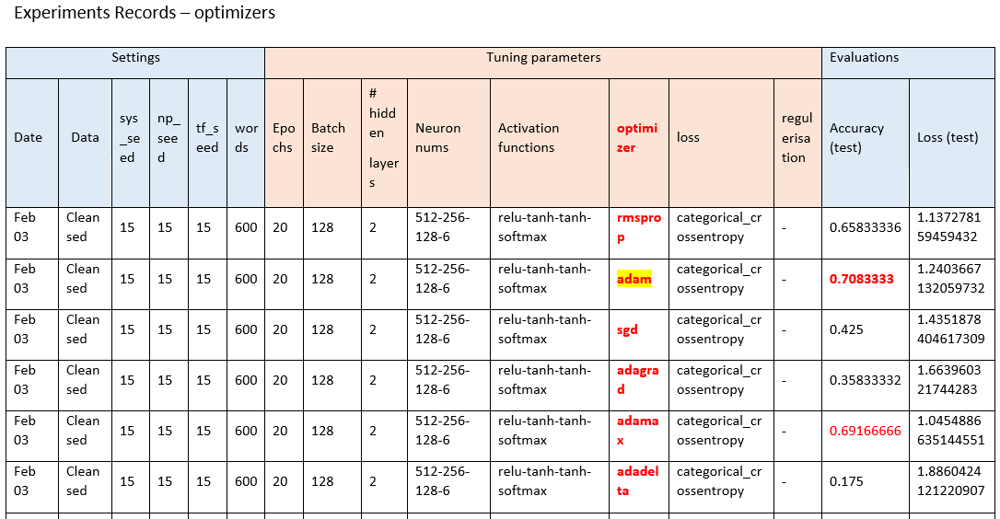 Experiments Records – optimizers
Settings Tuning parameters Evaluations
Date Data sys_seed np_seed tf_seed words Epochs Batch size # hidden layers Neuron nums Activation functions optimizer loss regulerisation Accuracy (test) Loss (test)
Feb 03 Cleansed 15 15 15 600 20 128 2 512-256-128-6 relu-tanh-tanh-softmax rmsprop categorical_crossentropy - 0.65833336 1.137278159459432
Feb 03 Cleansed 15 15 15 600 20 128 2 512-256-128-6 relu-tanh-tanh-softmax adam categorical_crossentropy - 0.7083333 1.2403667132059732
Feb 03 Cleansed 15 15 15 600 20 128 2 512-256-128-6 relu-tanh-tanh-softmax sgd categorical_crossentropy - 0.425 1.4351878404617309
Feb 03 Cleansed 15 15 15 600 20 128 2 512-256-128-6 relu-tanh-tanh-softmax adagrad categorical_crossentropy - 0.35833332 1.663960321744283
Feb 03 Cleansed 15 15 15 600 20 128 2 512-256-128-6 relu-tanh-tanh-softmax adamax categorical_crossentropy - 0.69166666 1.0454886635144551
Feb 03 Cleansed 15 15 15 600 20 128 2 512-256-128-6 relu-tanh-tanh-softmax adadelta categorical_crossentropy - 0.175 1.8860424121220907